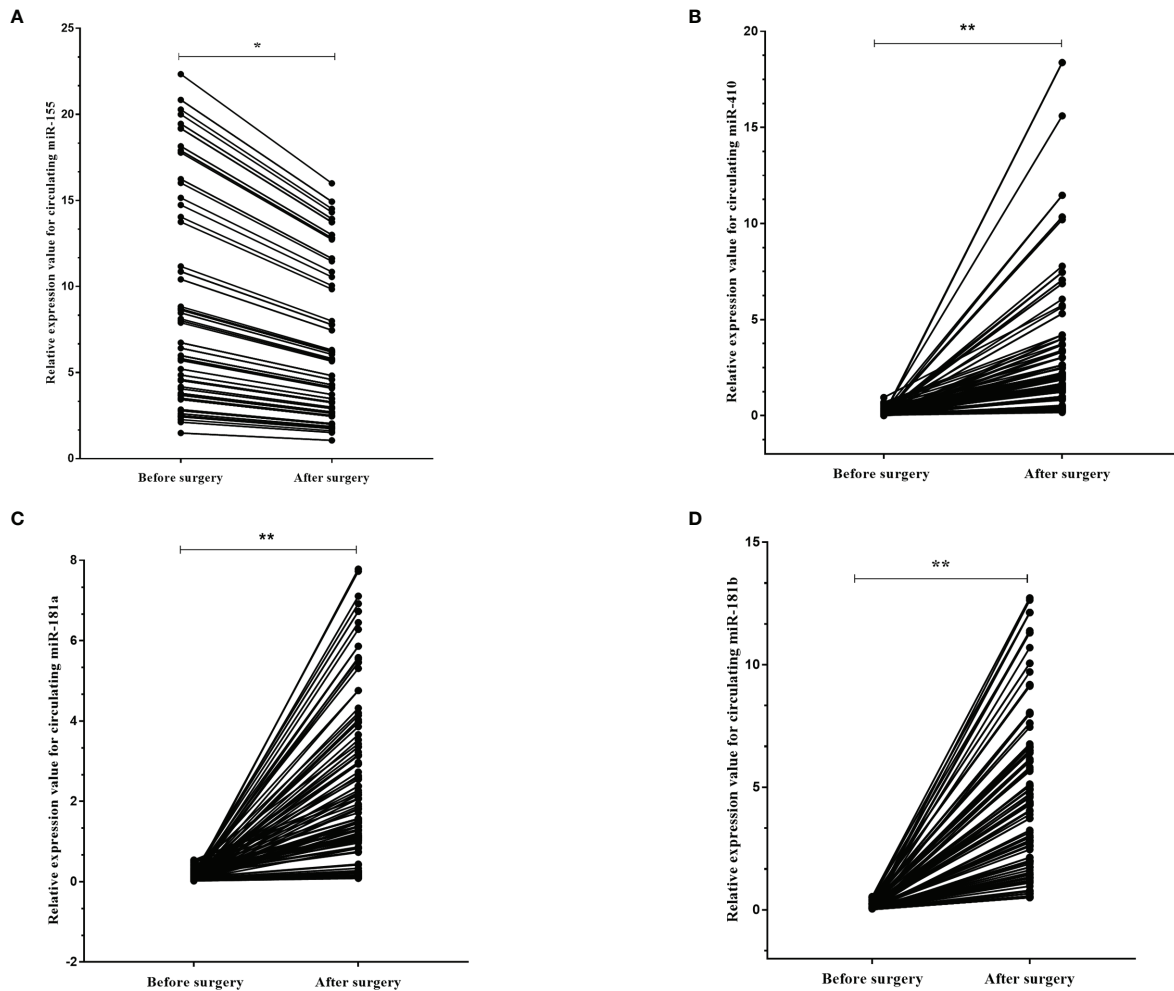 A
Relative expression value for circulating miR-155
25
20
15
10
5
0
*
Before surgery After surgery
B
Relative expression value for circulating miR-410
20
15
10
5
0
**
Before surgery After surgery
C
Relative expression value for circulating miR-181a
8
6
4
2
0
-2
**
Before surgery After surgery
D
Relative expression value for circulating miR-181b
15
10
5
0
**
Before surgery After surgery